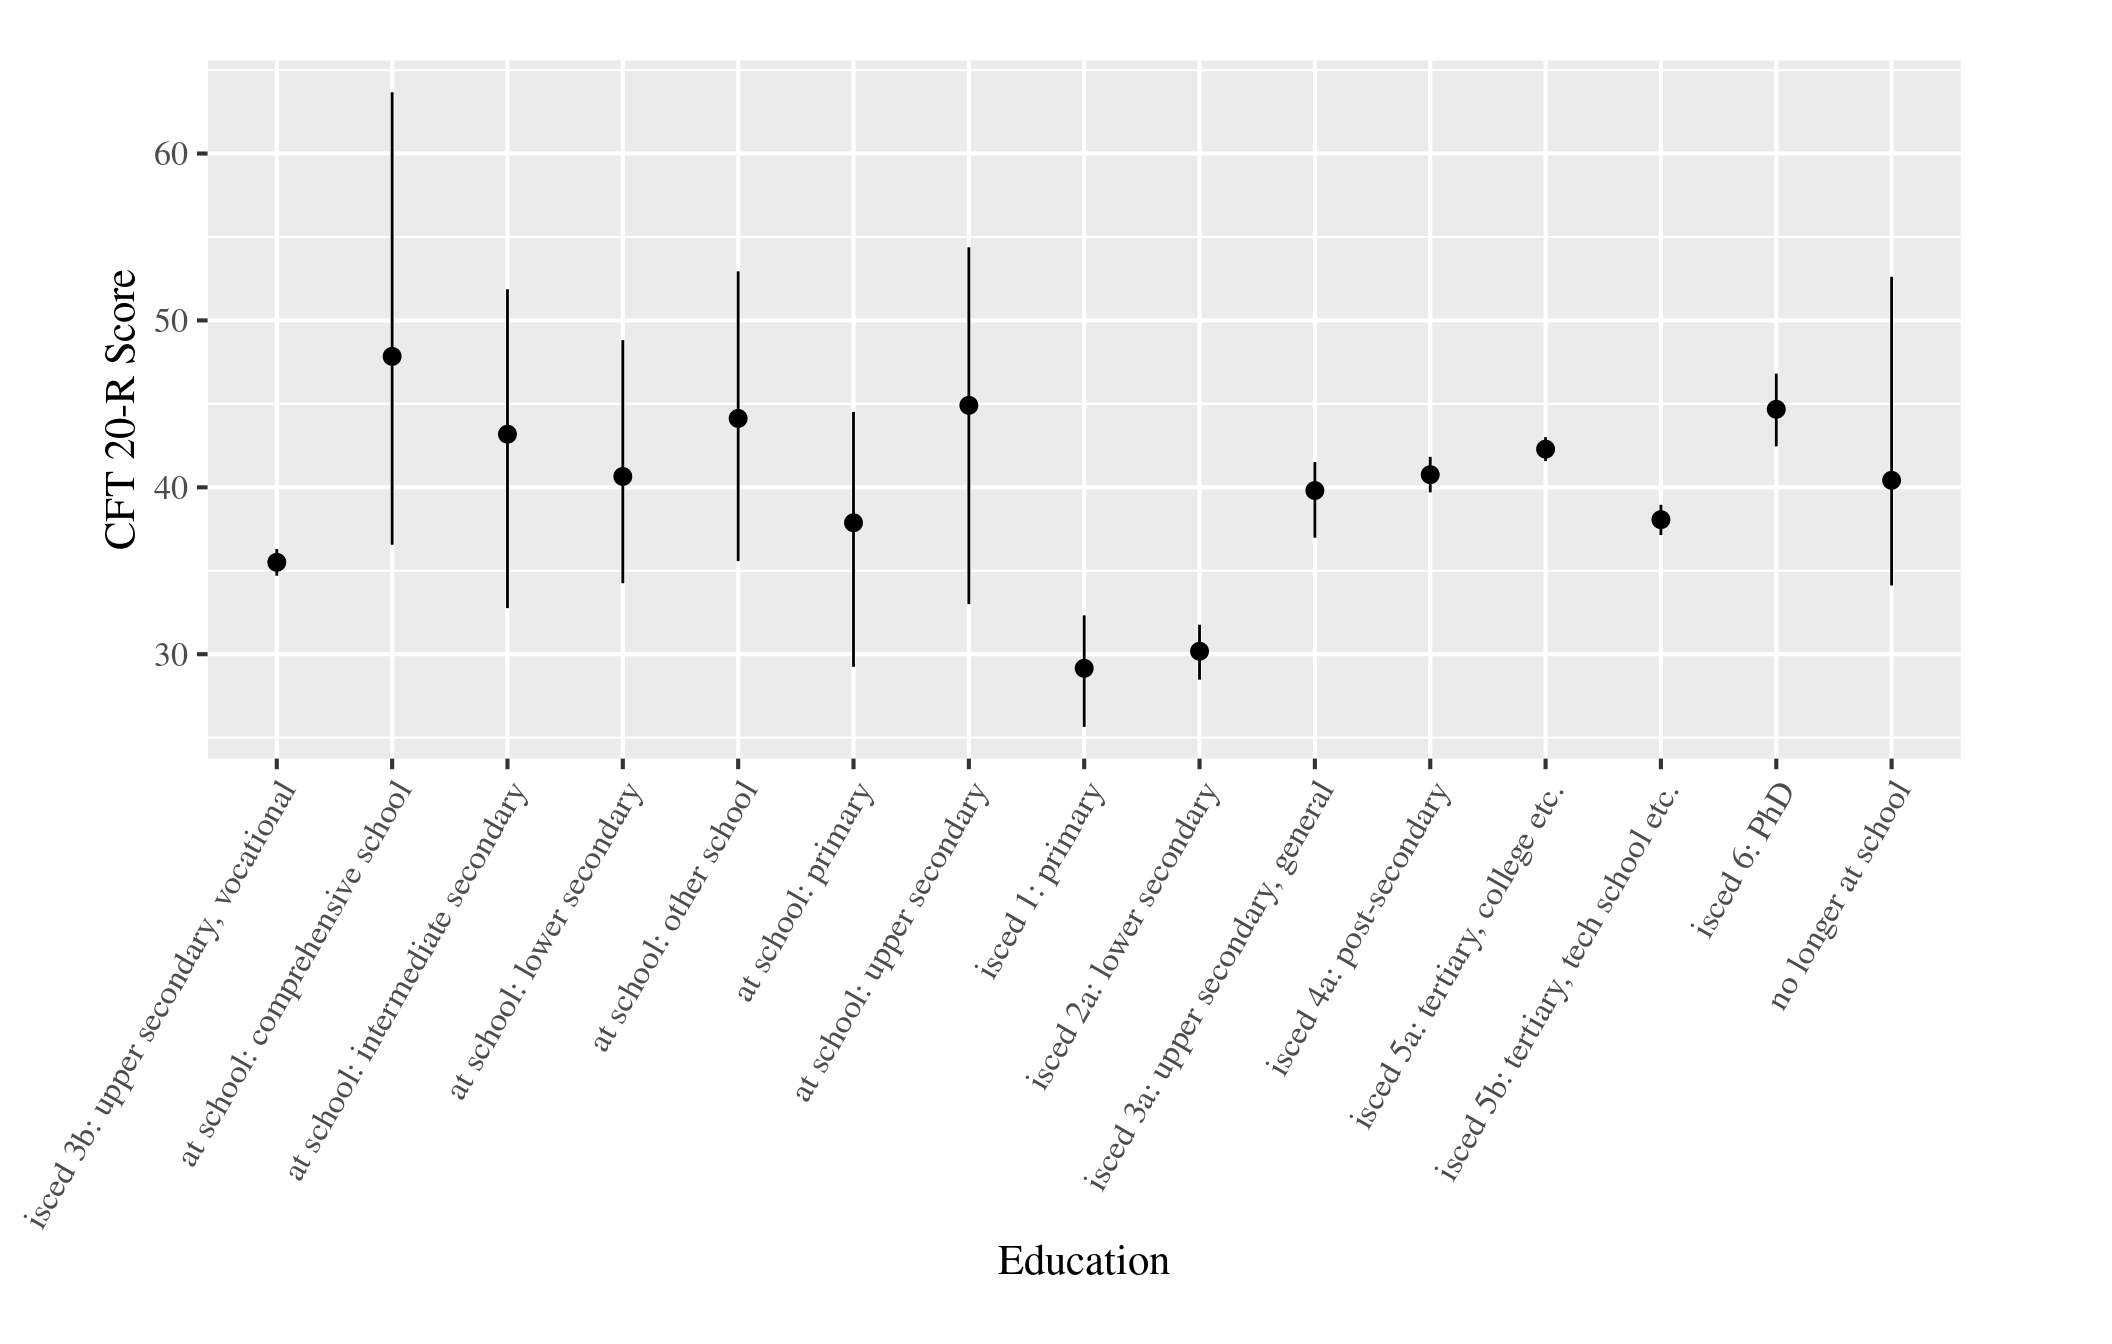 60
50
40
30
CFT 20-R Score
isced 3b: upper secondary, vocational
at school: comprehensive school
at school: intermediate secondary
at school: lower secondary
at school: other school
at school: primary
at school: upper secondary
isced 1: primary
isced 2a: lower secondary
isced 3a: upper secondary, general
isced 4a: post-secondary
isced 5a: tertiary, college etc.
isced 5b: tertiary, tech school etc.
isced 6: PhD
no longer at school
Education